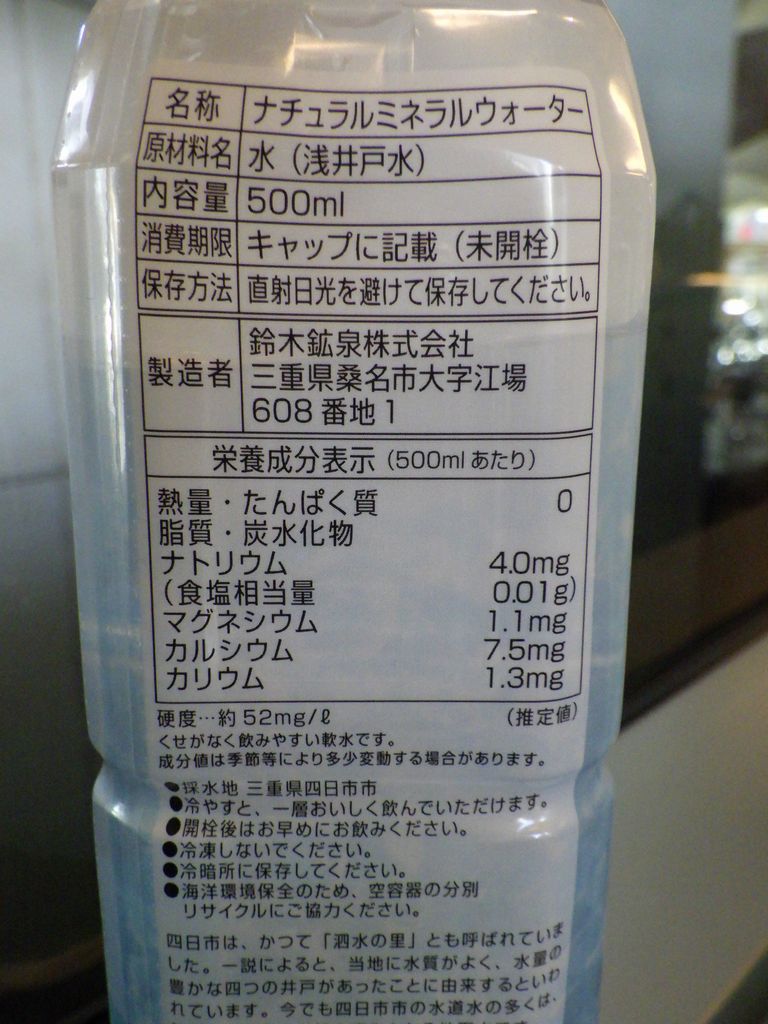 名称 ナチュラルミネラルウォーター
原材料名 水（浅井戸水）
内容量 500ml
消費期限 キャップに記載（未開栓）
保存方法 直射日光を避けて保存してください。
製造者 鈴木鉱泉株式会社
三重県桑名市大字江場
608番地1
栄養成分表示（500mlあたり）
熱量・たんぱく質 0
脂質・炭水化物
ナトリウム 4.0mg
（食塩相当量 0.01g）
マグネシウム 1.1mg
カルシウム 7.5mg
カリウム 1.3mg
硬度…約52mg/ℓ （推定値）
くせがなく飲みやすい軟水です。
成分値は季節等により多少変動する場合があります。
●採水地 三重県四日市市
●冷やすと、一層おいしく飲んでいただけます。
●開栓後はお早めにお飲みください。
●冷凍しないでください。
●冷暗所に保存してください。
●海洋環境保全のため、空容器の分別
リサイクルにご協力ください。
四日市は、かつて「泗水の里」とも呼ばれていま
した。一説によると、当地に水質がよく、水量の
豊かな四つの井戸があったことに由来するといわ
れています。今でも四日市市の水道水の多くは、